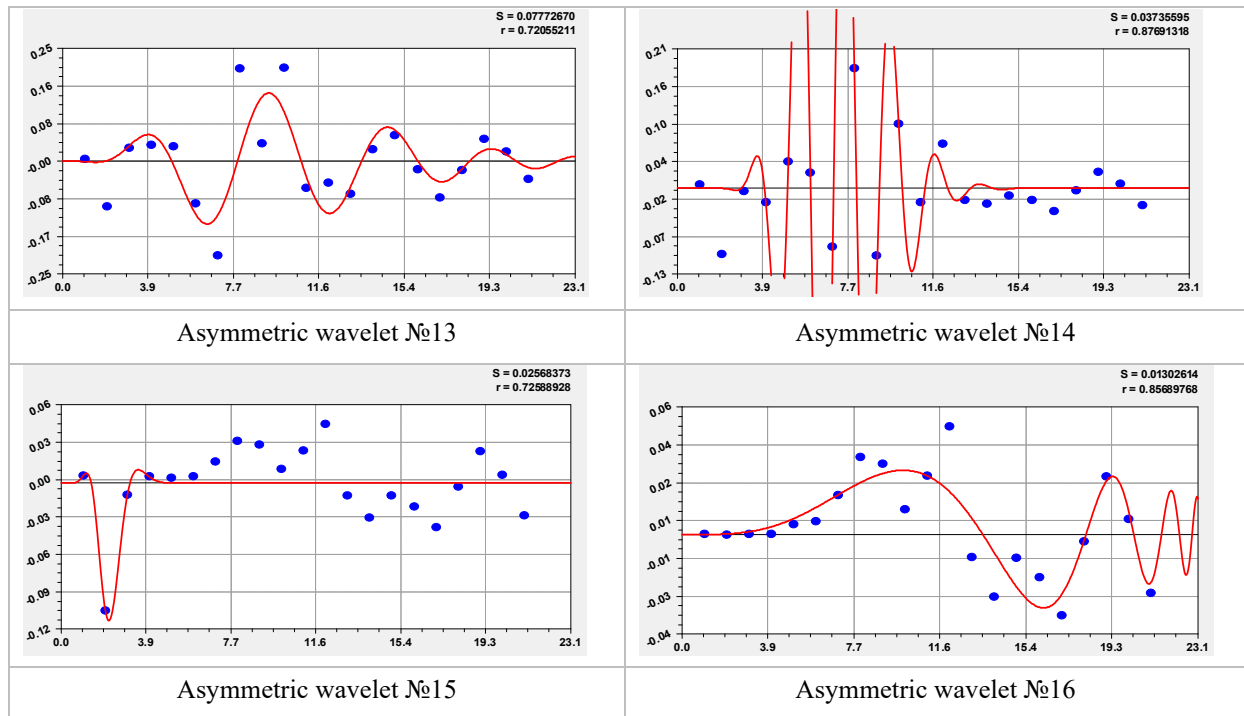 S = 0.07772670
r = 0.72055211
0.25
0.16
0.08
-0.00
-0.08
-0.17
-0.25
0.0 3.9 7.7 11.6 15.4 19.3 23.1
Asymmetric wavelet №13
S = 0.03735595
r = 0.87691318
0.21
0.16
0.10
0.04
-0.02
-0.07
-0.13
0.0 3.9 7.7 11.6 15.4 19.3 23.1
Asymmetric wavelet №14
S = 0.02568373
r = 0.72588928
0.06
0.03
0.00
-0.03
-0.06
-0.09
-0.12
0.0 3.9 7.7 11.6 15.4 19.3 23.1
Asymmetric wavelet №15
S = 0.01302614
r = 0.85689768
0.06
0.04
0.02
0.01
-0.01
-0.03
-0.04
0.0 3.9 7.7 11.6 15.4 19.3 23.1
Asymmetric wavelet №16